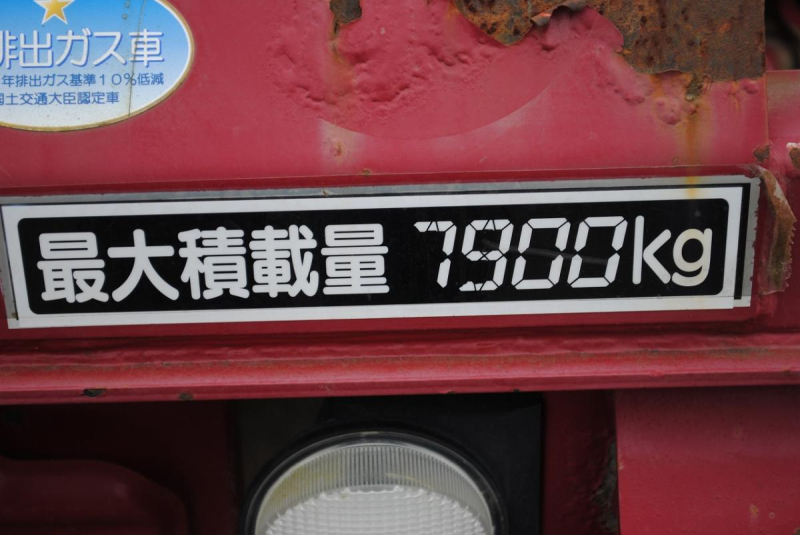 排出ガス車
年排出ガス基準10%低減
国土交通大臣認定車
最大積載量 7900kg